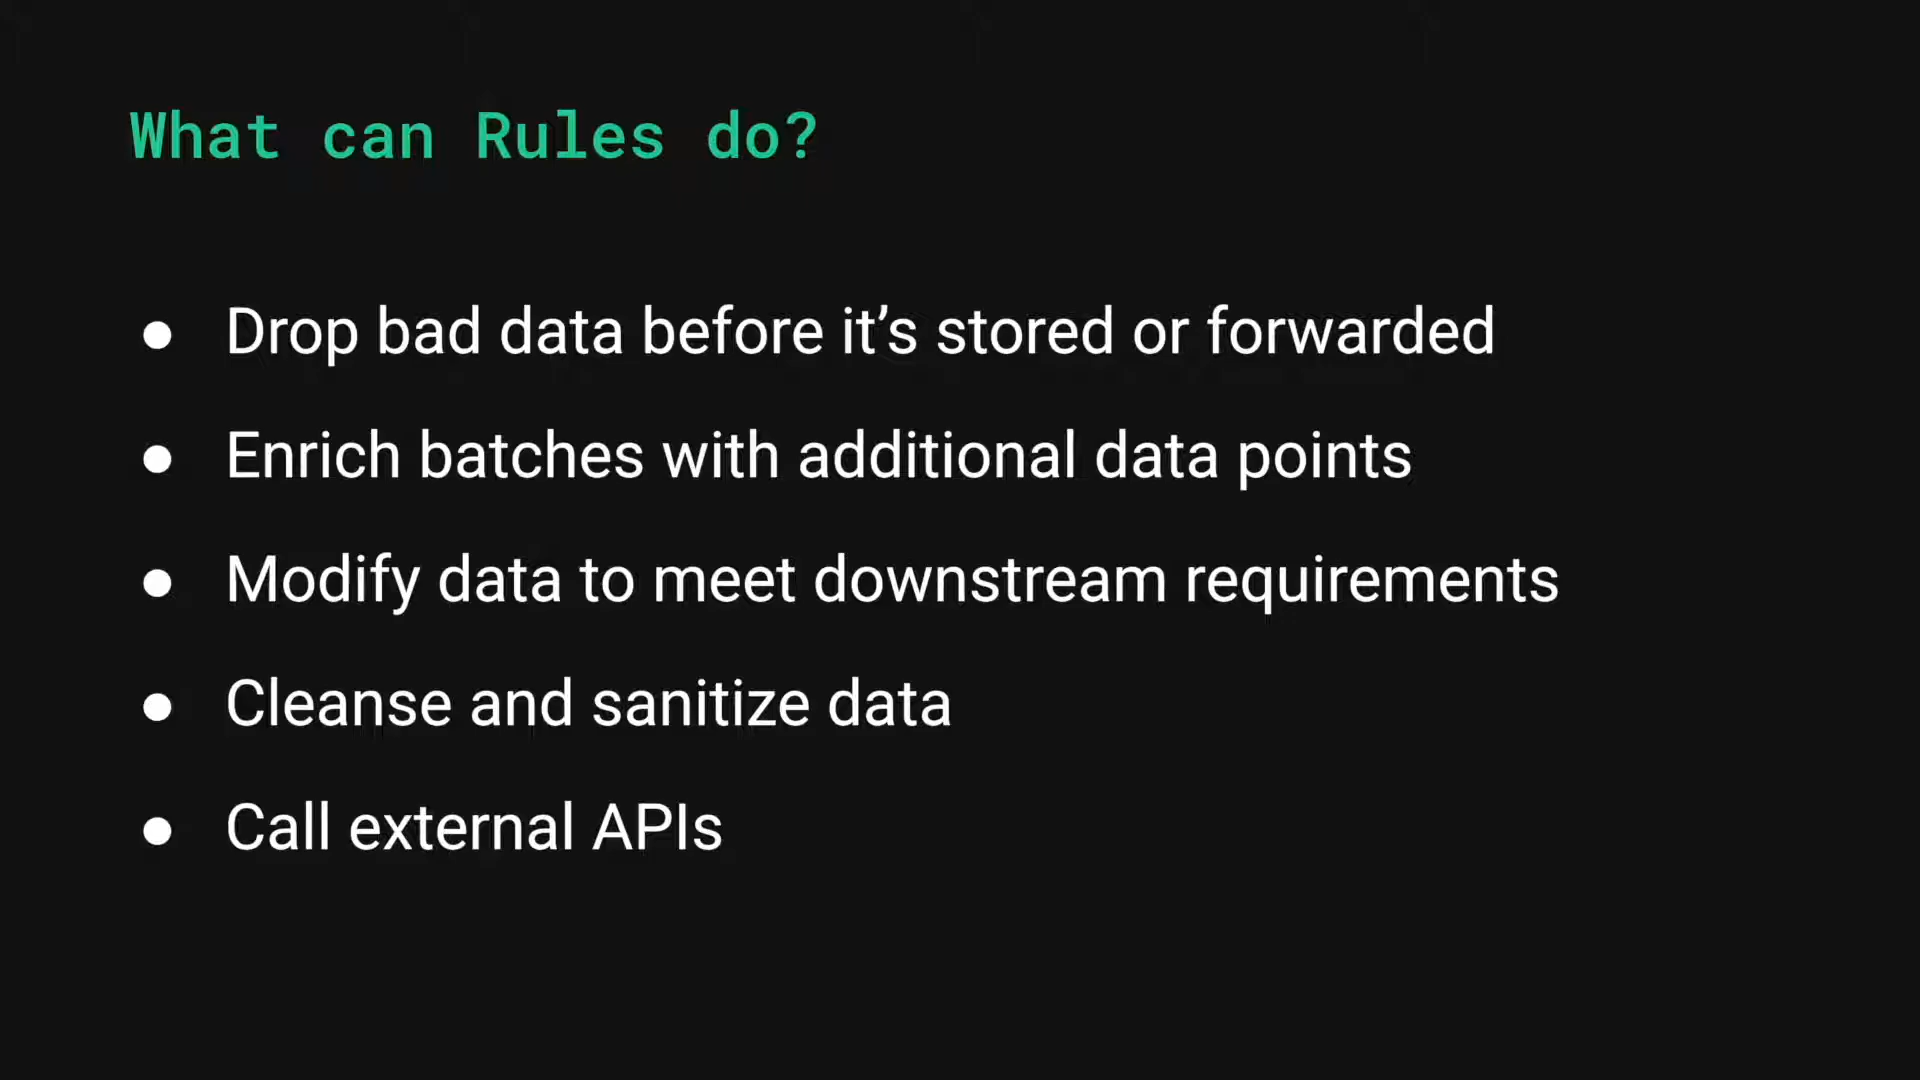 What can Rules do?
● Drop bad data before it’s stored or forwarded
● Enrich batches with additional data points
● Modify data to meet downstream requirements
● Cleanse and sanitize data
● Call external APIs